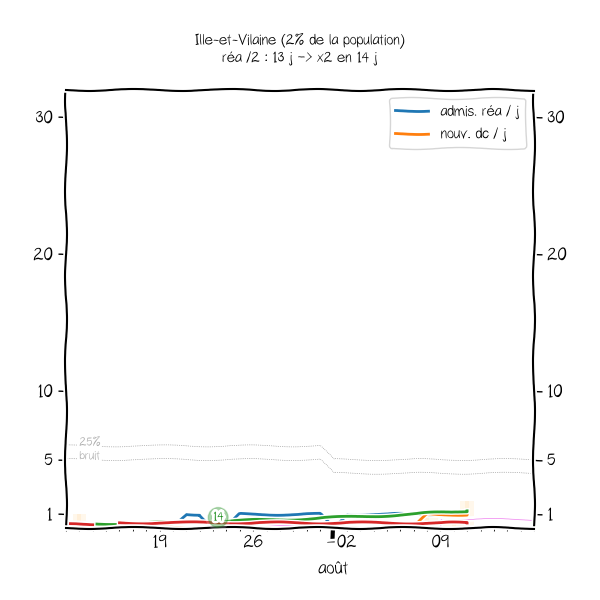 Ille-et-Vilaine (2% de la population)
réa /2 : 13 j -> x2 en 14 j
admis. réa / j
nouv. dc / j
30 30
20 20
10 10
25%
bruit
5 5
14
1 1
19 26 02 09
août